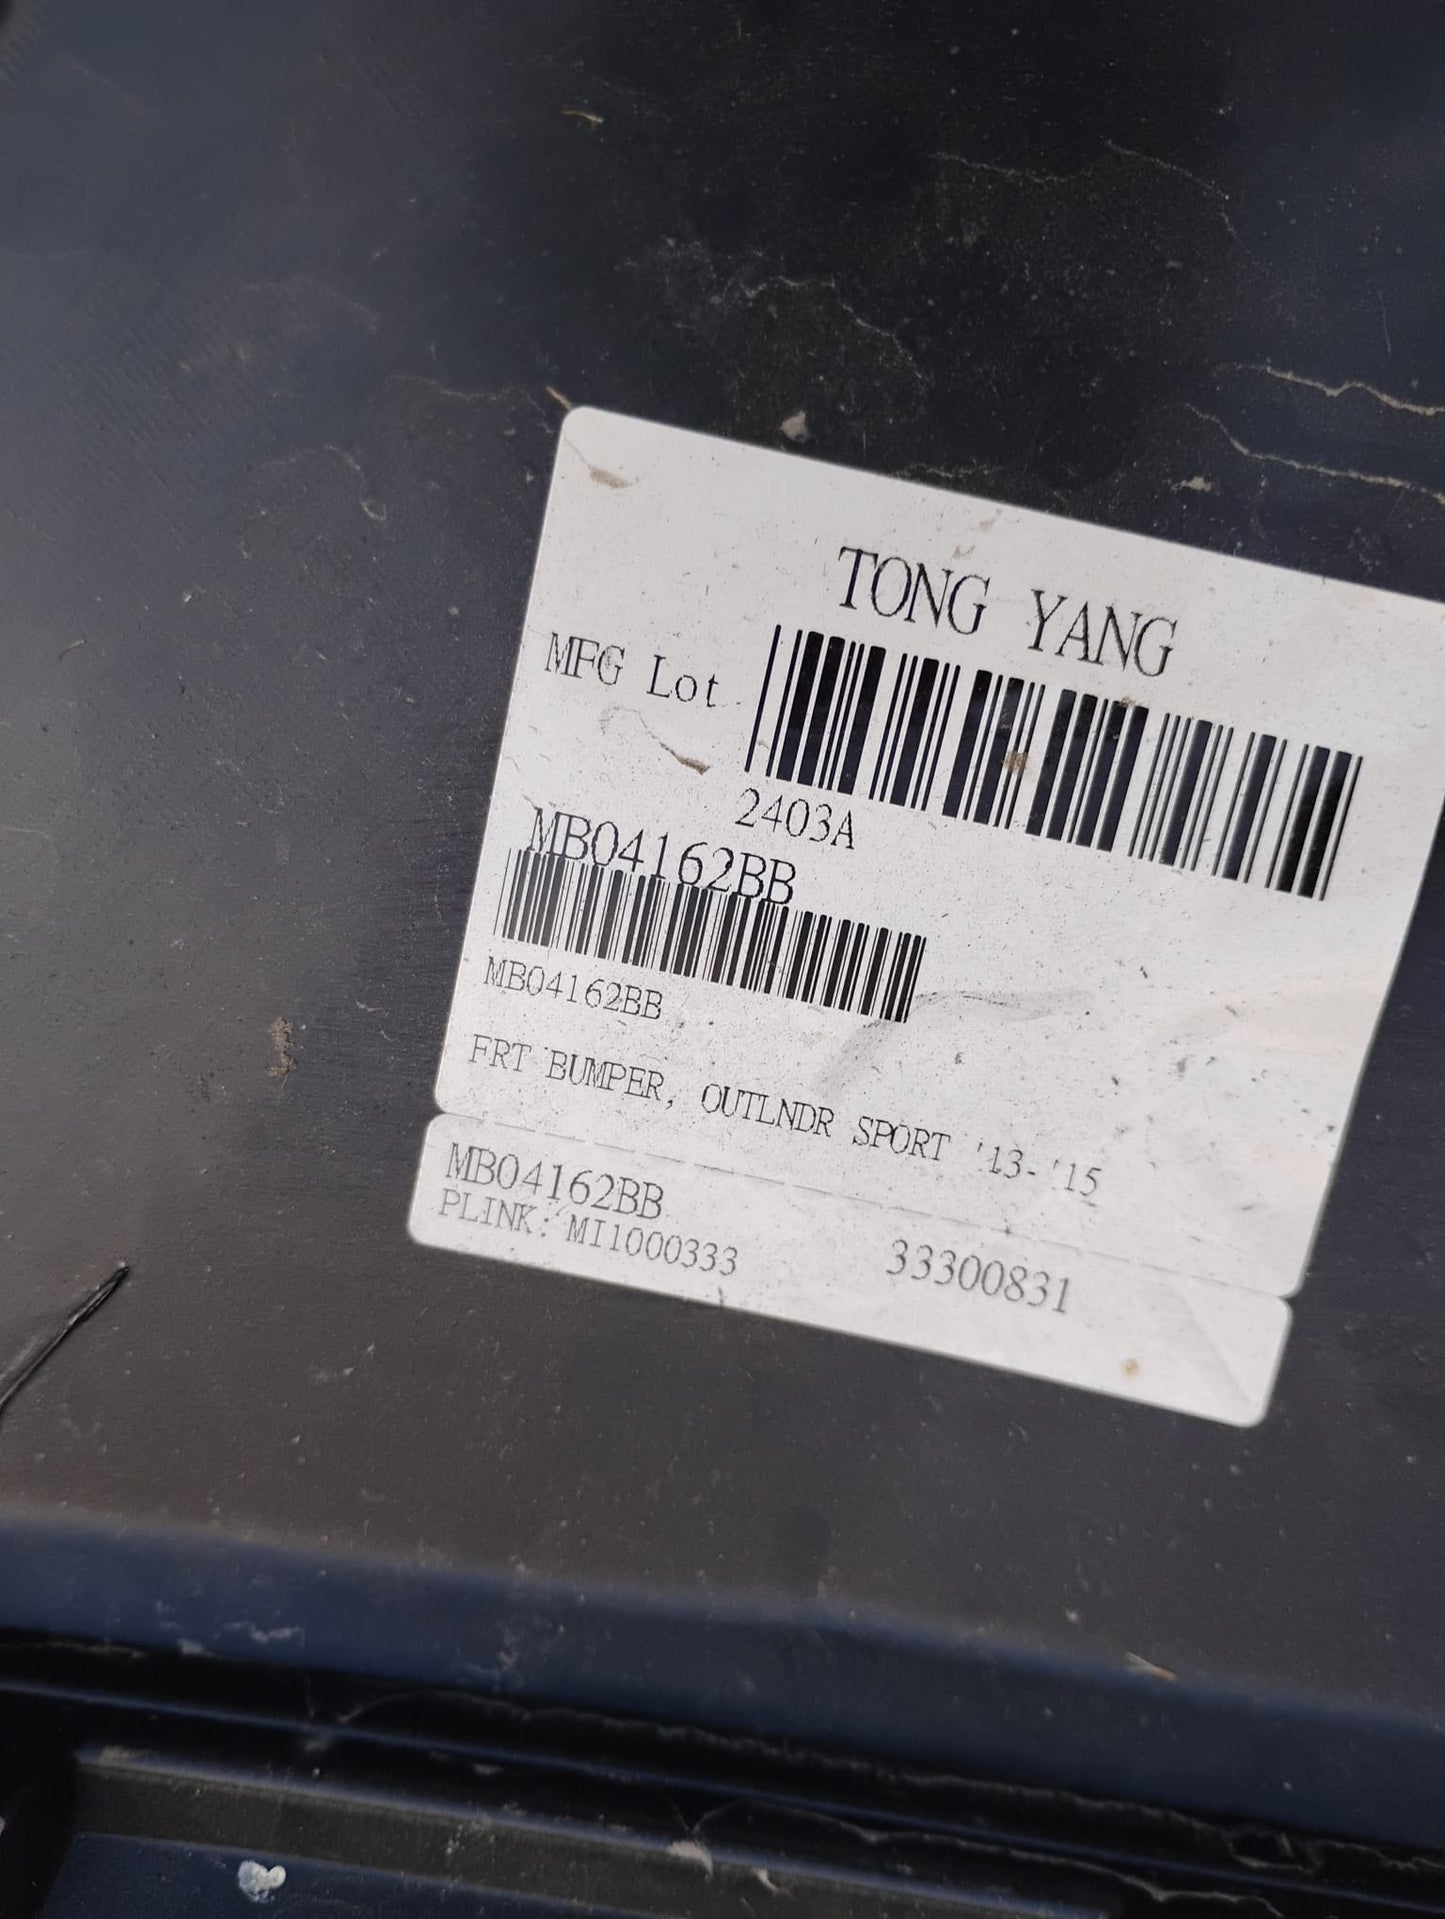 TONG YANG
MFG Lot
2403A
MB04162BB
MB04162BB
FRT BUMPER, OUTLNDR SPORT '13-'15
MB04162BB
PLINK: MI1000333
33300831